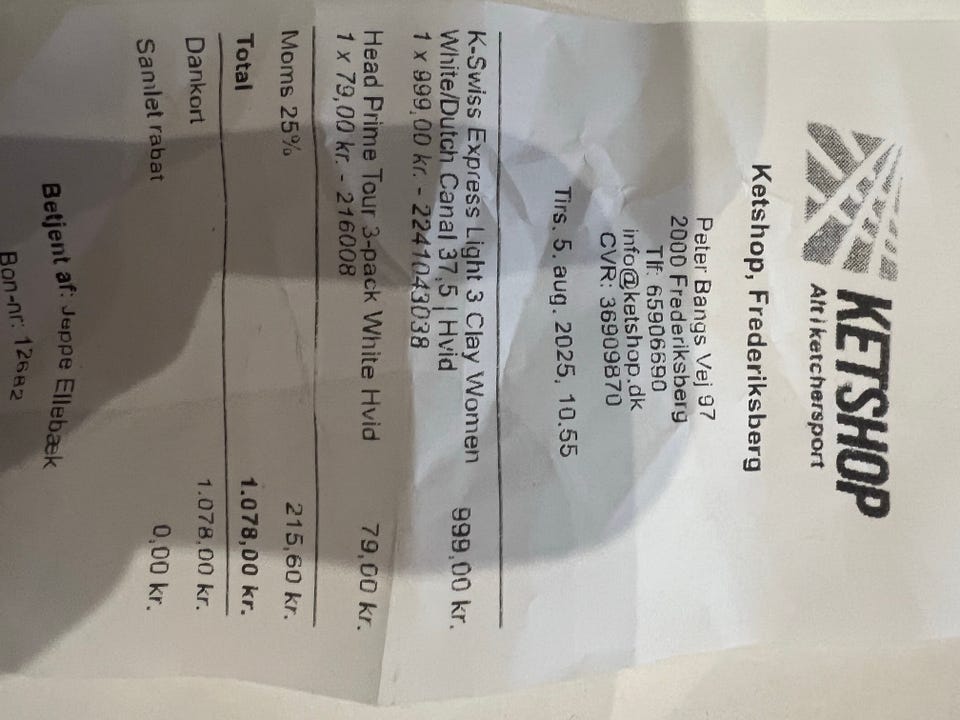 KETSHOP
Alt i ketchersport
Ketshop, Frederiksberg
Peter Bangs Vej 97
2000 Frederiksberg
Tlf: 65906690
info@ketshop.dk
CVR: 36909870
Tirs. 5. aug. 2025, 10.55
K-Swiss Express Light 3 Clay Women 999,00 kr.
White/Dutch Canal 37,5 | Hvid
1 x 999,00 kr. - 2241043038
Head Prime Tour 3-pack White Hvid 79,00 kr.
1 x 79,00 kr. - 216008
Moms 25% 215,60 kr.
Total 1.078,00 kr.
Dankort 1.078,00 kr.
Samlet rabat 0,00 kr.
Betjent af: Jeppe Ellebæk
Bon-nr: 12682